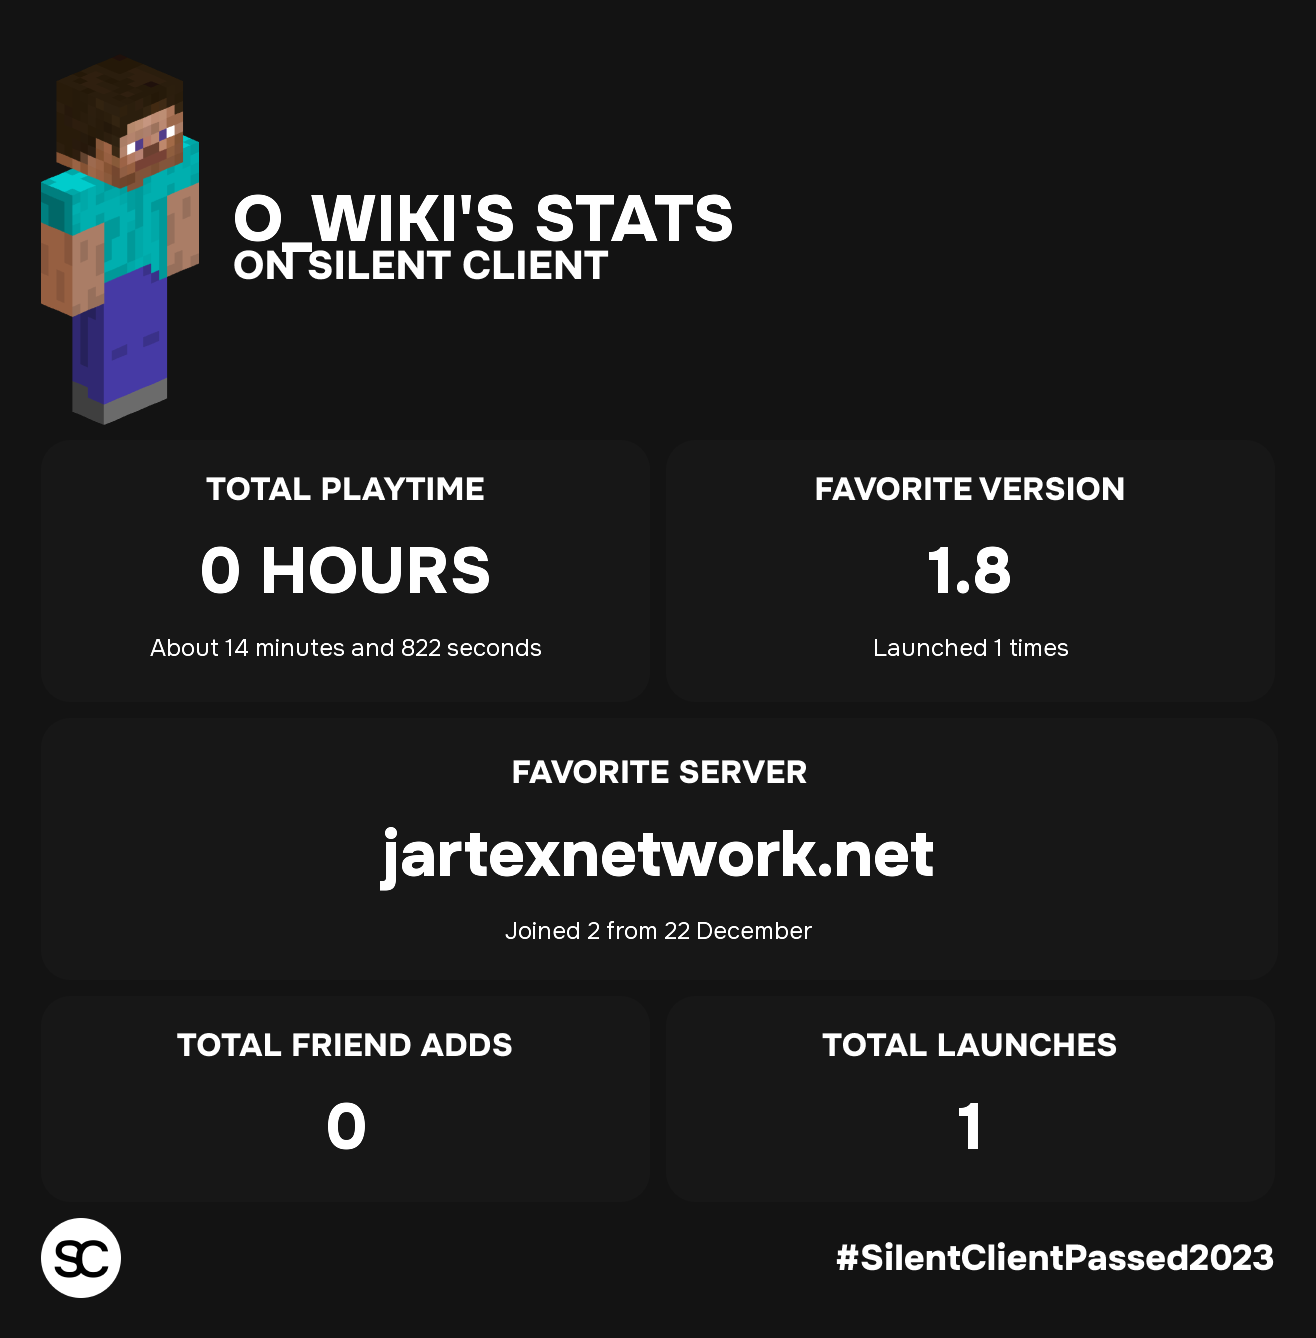 O_WIKI'S STATS
ON SILENT CLIENT
TOTAL PLAYTIME
0 HOURS
About 14 minutes and 822 seconds
FAVORITE VERSION
1.8
Launched 1 times
FAVORITE SERVER
jartexnetwork.net
Joined 2 from 22 December
TOTAL FRIEND ADDS
0
TOTAL LAUNCHES
1
SC
#SilentClientPassed2023